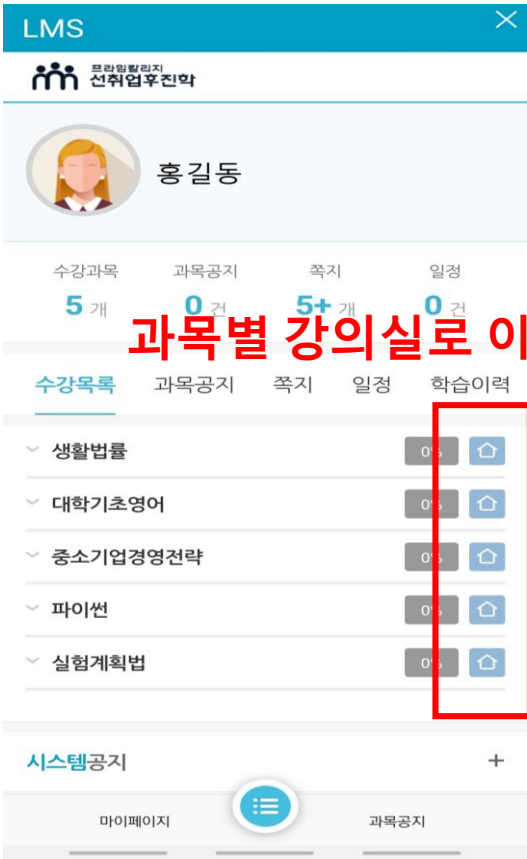 LMS
프라임칼리지
선취업후진학
홍길동
수강과목 과목공지 쪽지 일정
5 개 0 건 5+ 개 0 건
과목별 강의실로 이
수강목록 과목공지 쪽지 일정 학습이력
생활법률 0%
대학기초영어 0%
중소기업경영전략 0%
파이썬 0%
실험계획법 0%
시스템공지 +
마이페이지 과목공지